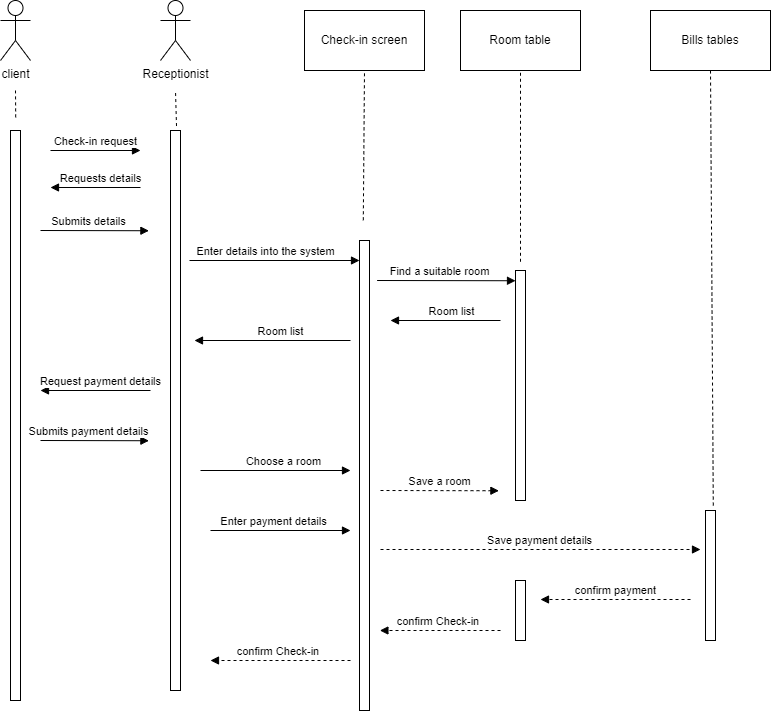 client
Receptionist
Check-in screen
Room table
Bills tables
Check-in request
Requests details
Submits details
Enter details into the system
Find a suitable room
Room list
Room list
Request payment details
Submits payment details
Choose a room
Save a room
Enter payment details
Save payment details
confirm payment
confirm Check-in
confirm Check-in